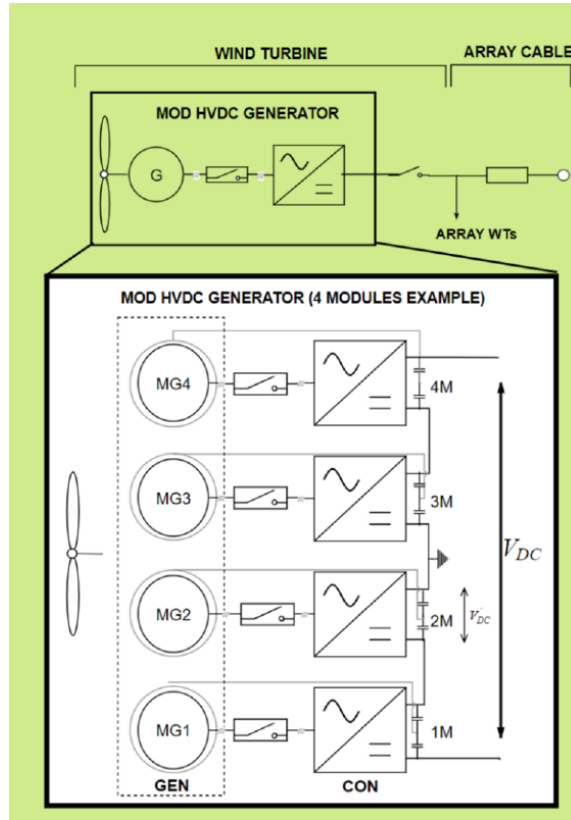 WIND TURBINE
ARRAY CABLE
MOD HVDC GENERATOR
G
ARRAY WTs
MOD HVDC GENERATOR (4 MODULES EXAMPLE)
MG4
4M
MG3
3M
V_DC
MG2
2M
V_DC
MG1
1M
GEN
CON